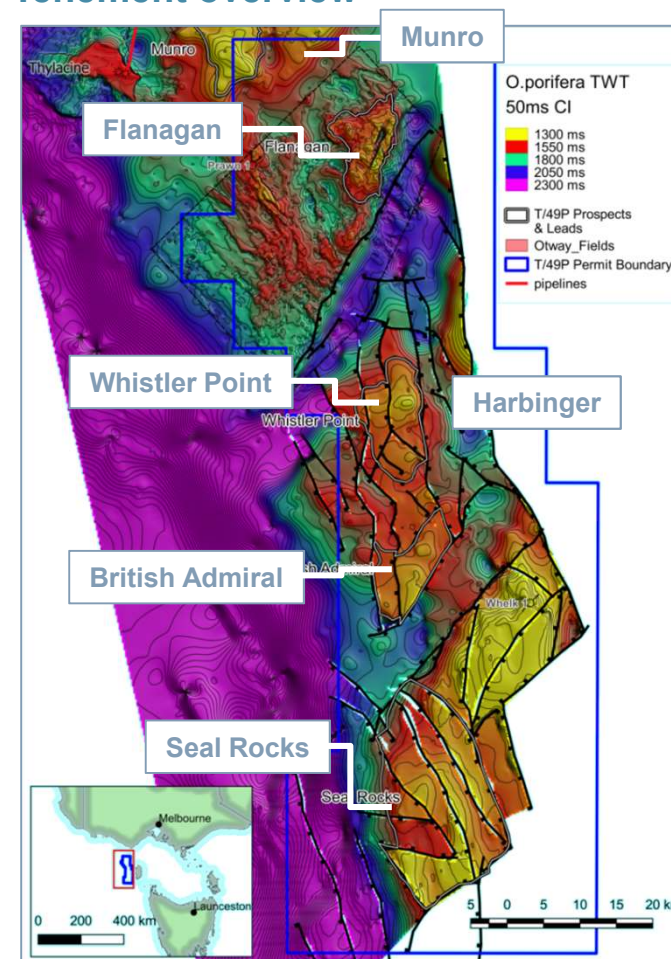 Tenement overview
Munro
Munro
Thylacine
Flanagan
Flanagan
Prawn 1
O.porifera TWT
50ms CI
1300 ms
1550 ms
1800 ms
2050 ms
2300 ms
T/49P Prospects
& Leads
Otway_Fields
T/49P Permit Boundary
pipelines
Whistler Point
Whistler Point
Harbinger
British Admiral
Whelk 1
Seal Rocks
Seal Rocks
Melbourne
Launceston
0 200 400 km
5 0 5 10 15 20 k